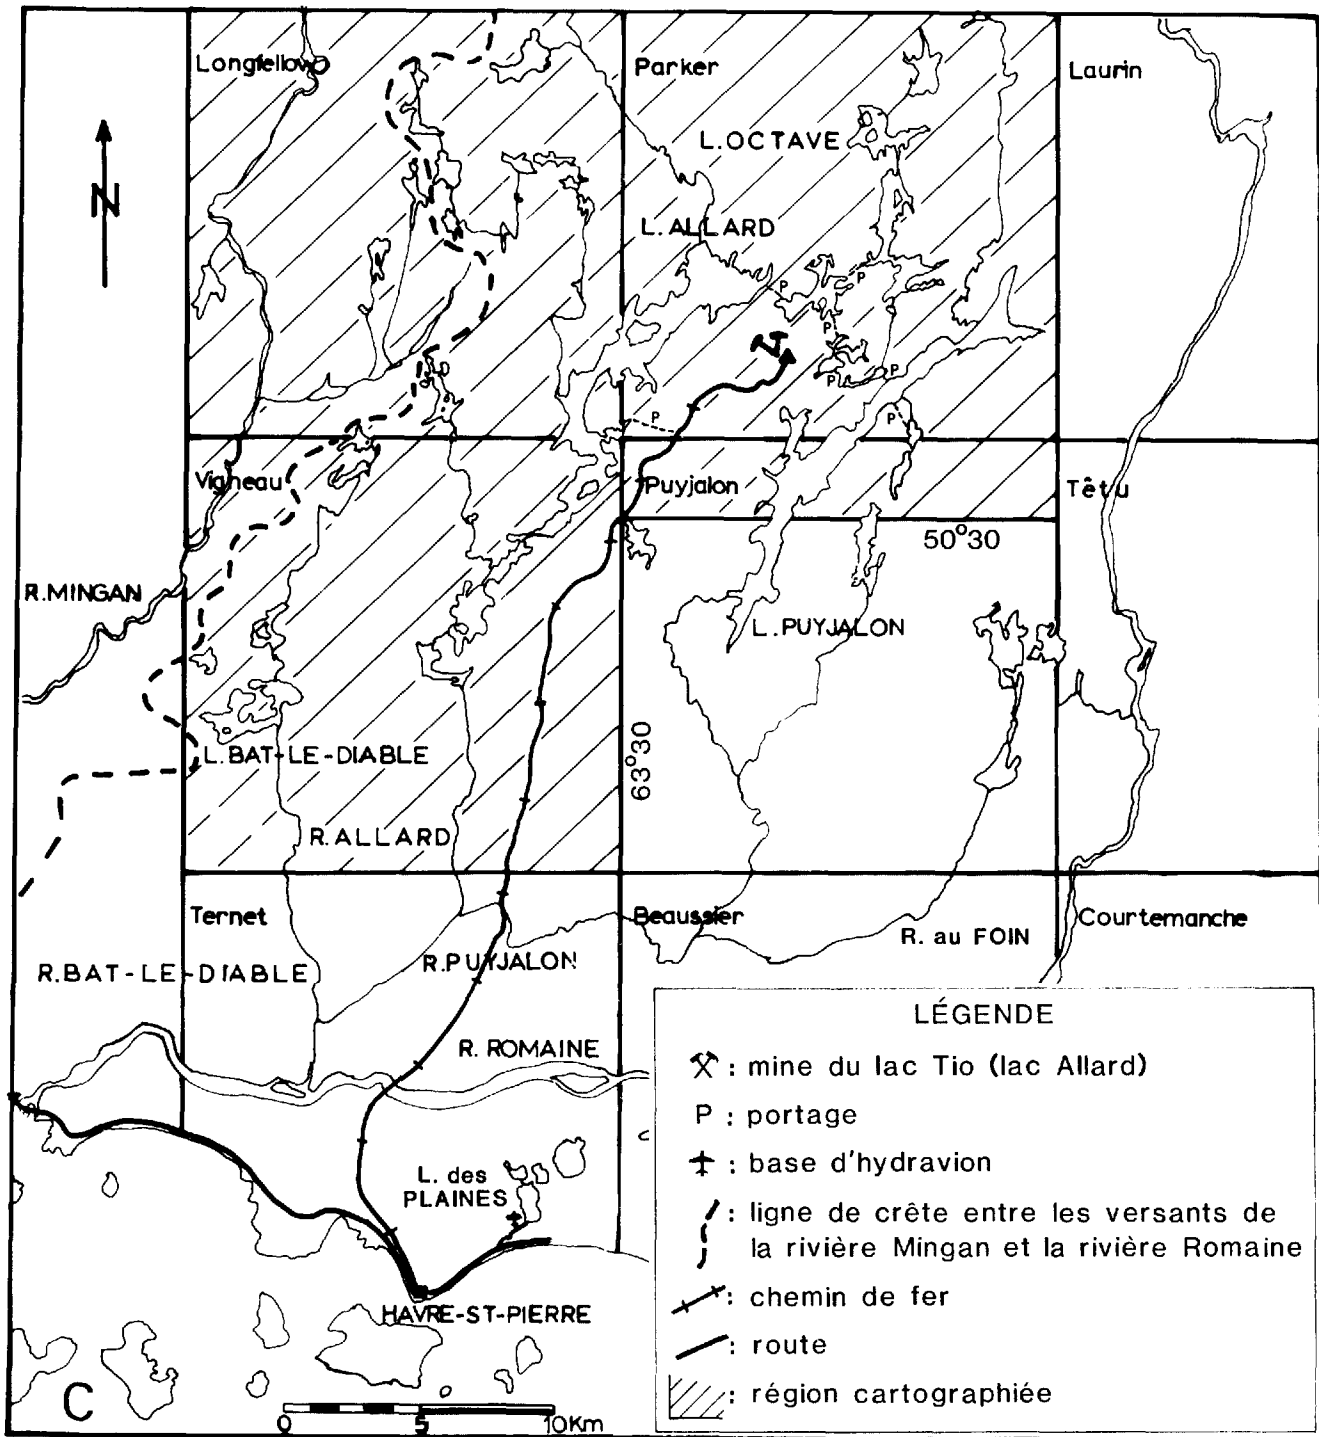 Longfellow
Parker
Laurin
L.OCTAVE
N
L.ALLARD
P
P
P
P
P
P
P
Vigneau
Puyjalon
Têtu
50°30
R.MINGAN
L.PUYJALON
63°30
L.BAT-LE-DIABLE
R.ALLARD
Ternet
Beaussier
Courtemanche
R. au FOIN
R.PUYJALON
R.BAT-LE-DIABLE
R. ROMAINE
L. des
PLAINES
HAVRE-ST-PIERRE
C
0 5 10Km
LÉGENDE
: mine du lac Tio (lac Allard)
P : portage
: base d'hydravion
: ligne de crête entre les versants de
la rivière Mingan et la rivière Romaine
: chemin de fer
: route
: région cartographiée